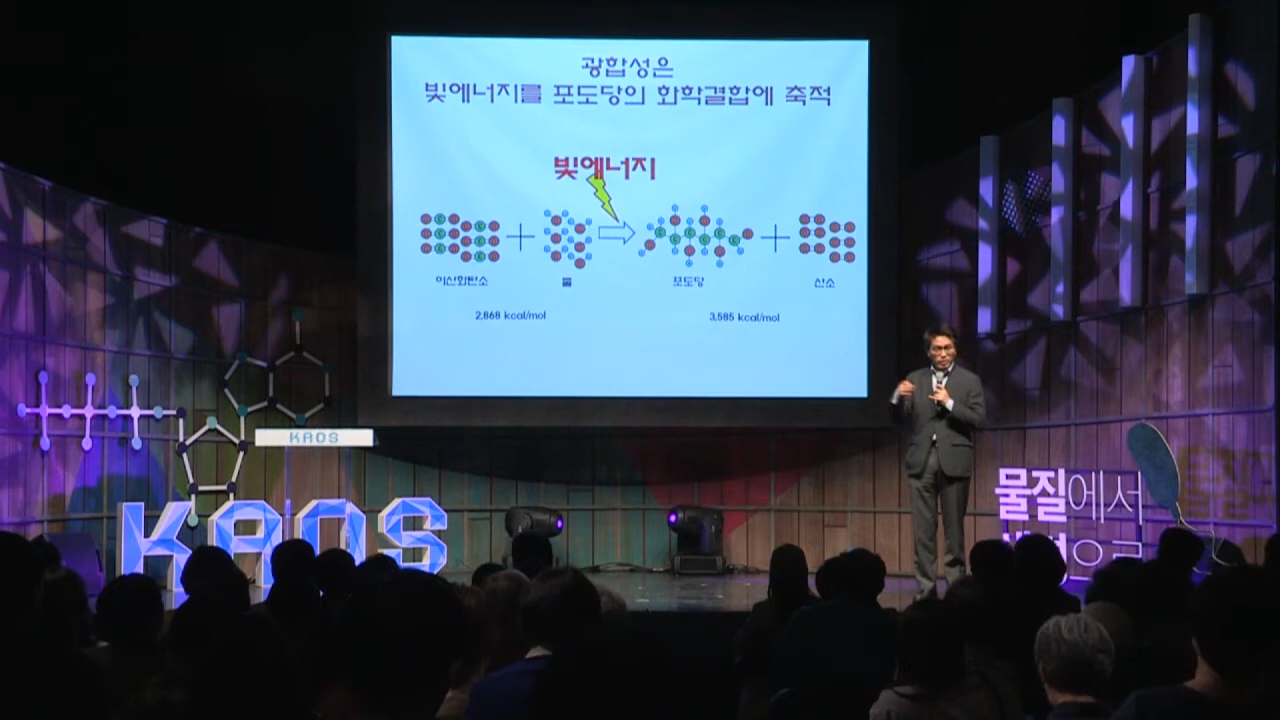 광합성은
빛에너지를 포도당의 화학결합에 축적
빛에너지
이산화탄소
물
포도당
산소
2,868 kcal/mol
3,585 kcal/mol
KAOS
KAOS
물질에서
으로